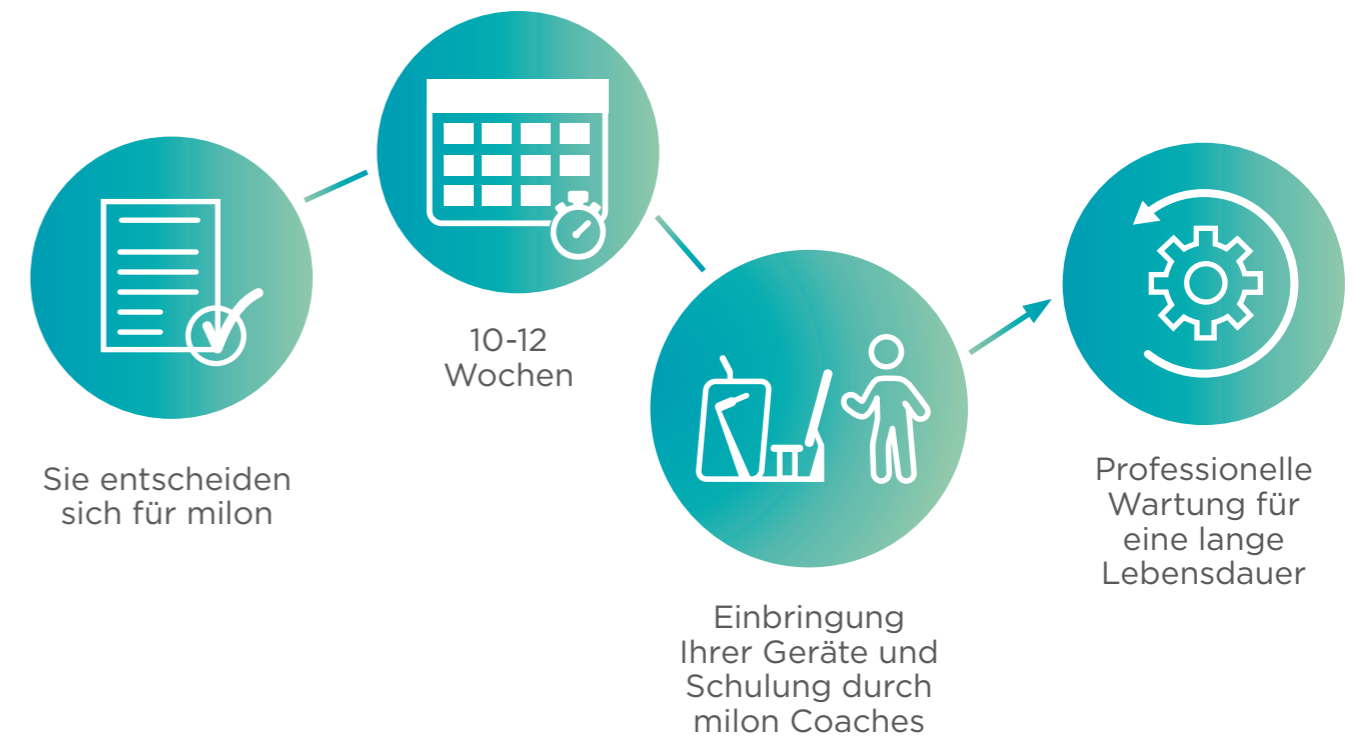 Sie entscheiden
sich für milon
10-12
Wochen
Einbringung
Ihrer Geräte und
Schulung durch
milon Coaches
Professionelle
Wartung für
eine lange
Lebensdauer